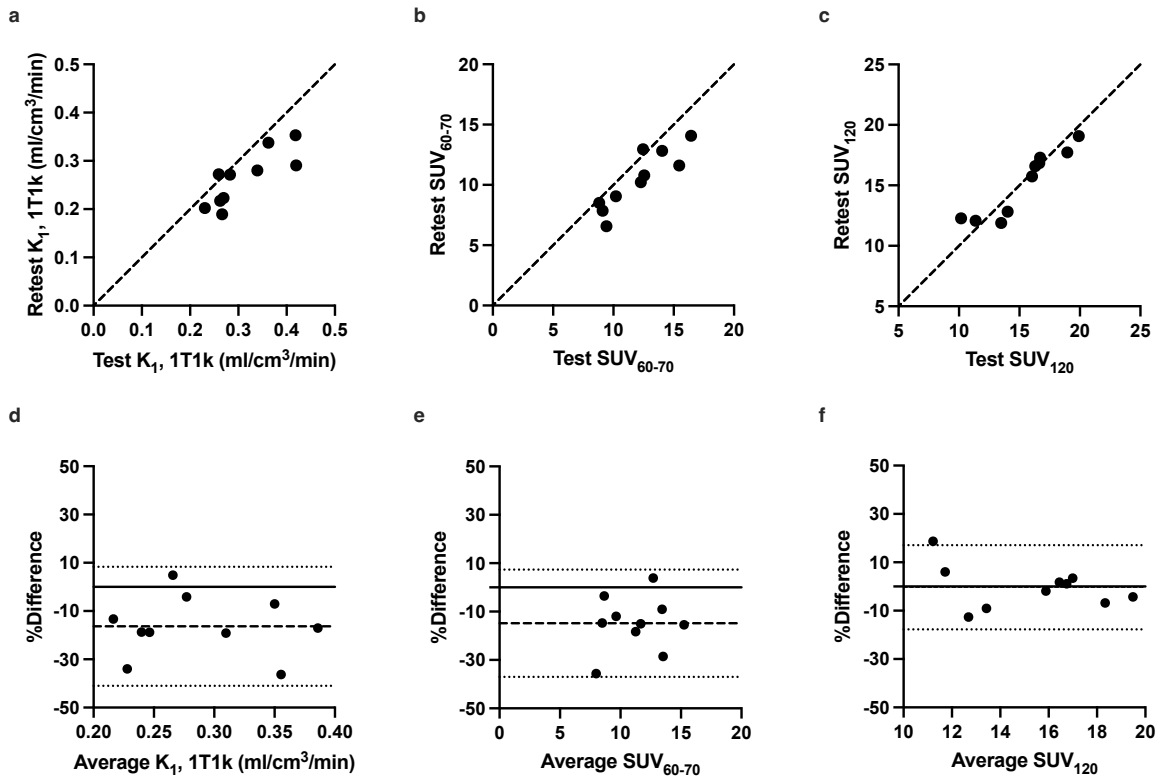 a
b
c
Retest K₁, 1T1k (ml/cm³/min)
0.5
0.4
0.3
0.2
0.1
0.0
0.0 0.1 0.2 0.3 0.4 0.5
Test K₁, 1T1k (ml/cm³/min)
Retest SUV₆₀₋₇₀
20
15
10
5
0
0 5 10 15 20
Test SUV₆₀₋₇₀
Retest SUV₁₂₀
25
20
15
10
5
5 10 15 20 25
Test SUV₁₂₀
d
e
f
%Difference
50
30
10
-10
-30
-50
0.20 0.25 0.30 0.35 0.40
Average K₁, 1T1k (ml/cm³/min)
%Difference
50
30
10
-10
-30
-50
0 5 10 15 20
Average SUV₆₀₋₇₀
%Difference
50
30
10
-10
-30
-50
10 12 14 16 18 20
Average SUV₁₂₀